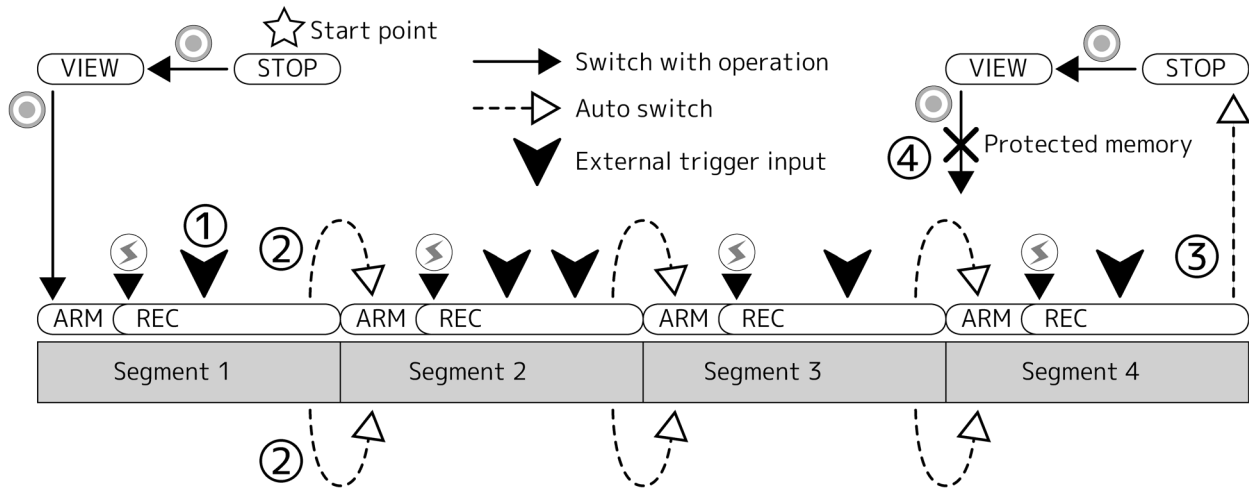 Start point
VIEW
STOP
Switch with operation
Auto switch
External trigger input
VIEW
STOP
④
Protected memory
①
②
③
ARM
REC
ARM
REC
ARM
REC
ARM
REC
Segment 1
Segment 2
Segment 3
Segment 4
②